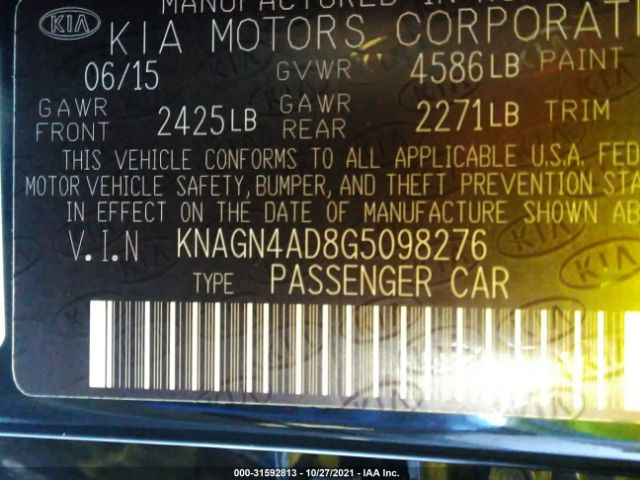 MANUFACTURED
KIA KIA MOTORS CORPORATI
06/15 GVWR 4586LB PAINT
GAWR FRONT 2425LB GAWR REAR 2271LB TRIM
THIS VEHICLE CONFORMS TO ALL APPLICABLE U.S.A. FED
MOTOR VEHICLE SAFETY, BUMPER, AND THEFT PREVENTION STA
IN EFFECT ON THE DATE OF MANUFACTURE SHOWN AB
V.I.N KNAGN4AD8G5098276
TYPE PASSENGER CAR
000-31592813 - 10/27/2021 - IAA Inc.